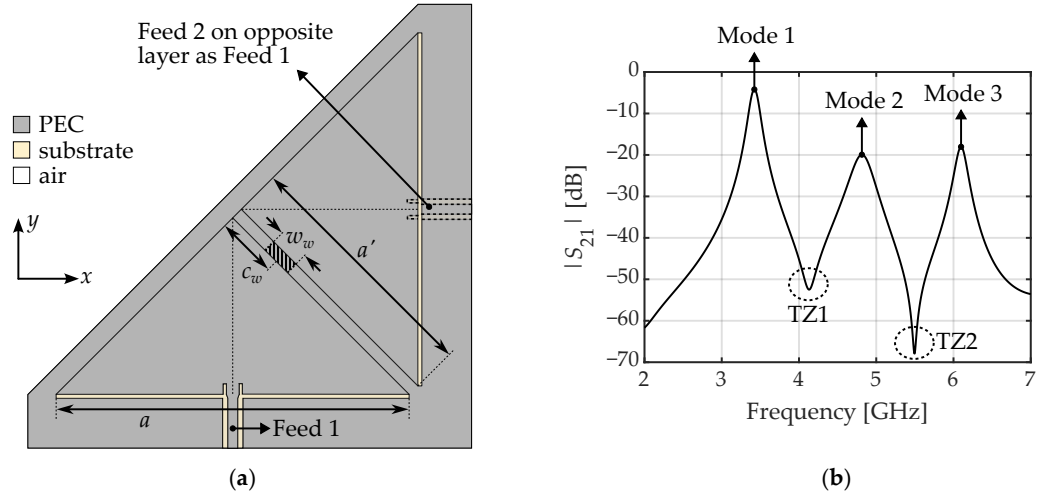 Feed 2 on opposite
layer as Feed 1
PEC
substrate
air
y
x
w_w
c_w
a′
a
Feed 1
(a)
Mode 1
Mode 2
Mode 3
0
−10
−20
−30
−40
−50
−60
−70
|S₂₁| [dB]
TZ1
TZ2
2 3 4 5 6 7
Frequency [GHz]
(b)